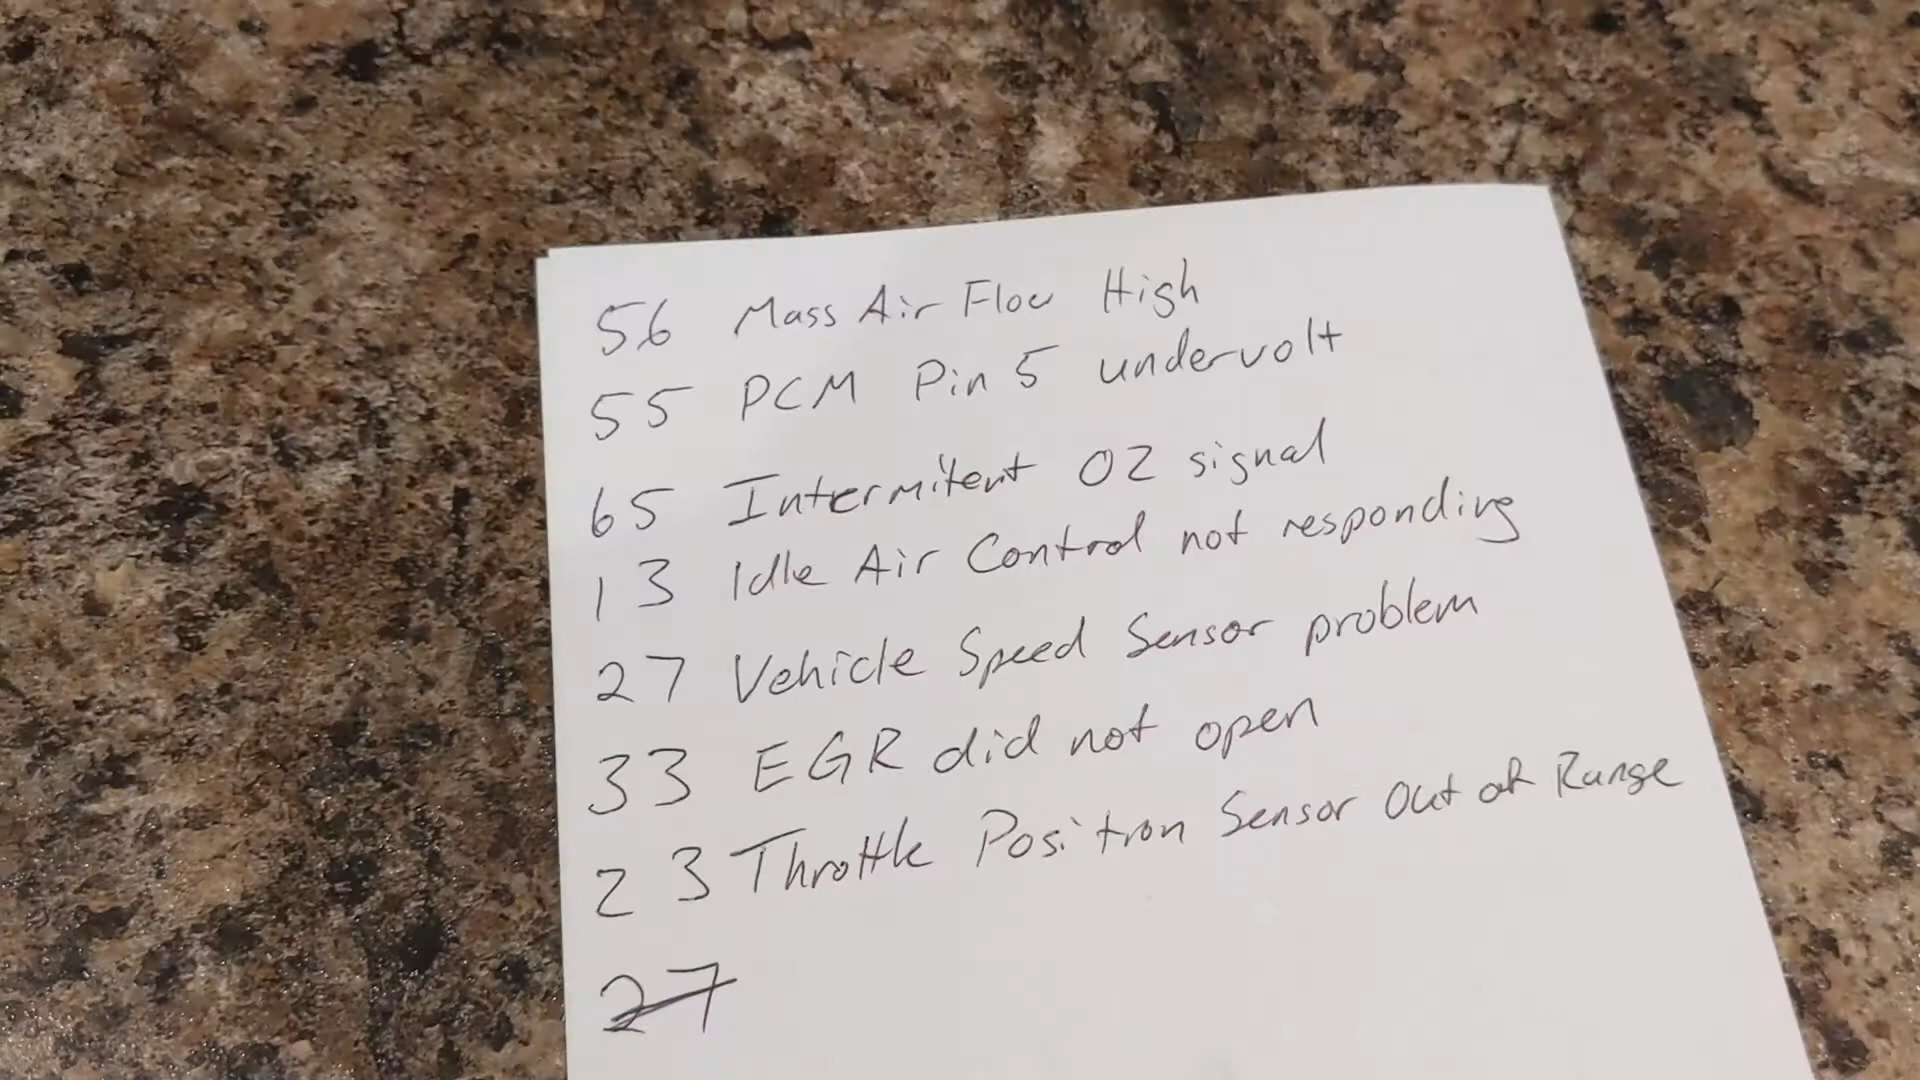 56 Mass Air Flow High
55 PCM Pin 5 undervolt
65 Intermitent O2 signal
13 Idle Air Control not responding
27 Vehicle Speed Sensor problem
33 EGR did not open
23 Throttle Position Sensor Out of Range
27